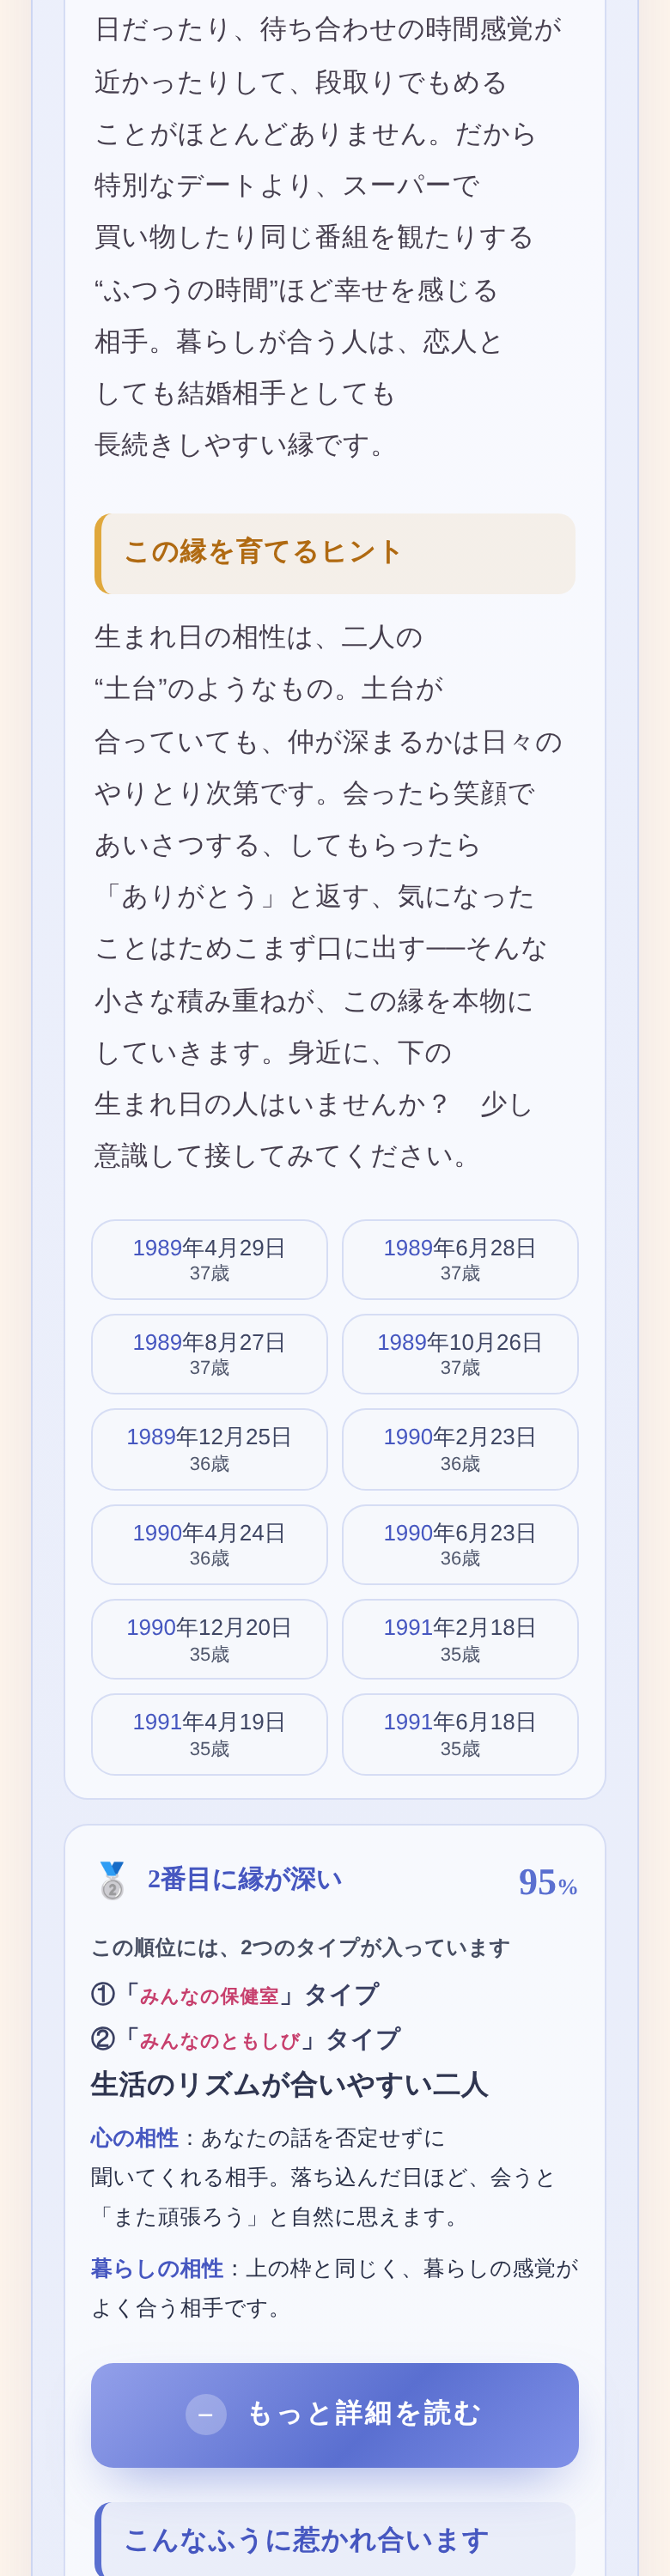 日だったり、待ち合わせの時間感覚が
近かったりして、段取りでもめる
ことがほとんどありません。だから
特別なデートより、スーパーで
買い物したり同じ番組を観たりする
“ふつうの時間”ほど幸せを感じる
相手。暮らしが合う人は、恋人と
しても結婚相手としても
長続きしやすい縁です。
この縁を育てるヒント
生まれ日の相性は、二人の
“土台”のようなもの。土台が
合っていても、仲が深まるかは日々の
やりとり次第です。会ったら笑顔で
あいさつする、してもらったら
「ありがとう」と返す、気になった
ことはためこまず口に出す──そんな
小さな積み重ねが、この縁を本物に
していきます。身近に、下の
生まれ日の人はいませんか？　少し
意識して接してみてください。
1989年4月29日
37歳
1989年6月28日
37歳
1989年8月27日
37歳
1989年10月26日
37歳
1989年12月25日
36歳
1990年2月23日
36歳
1990年4月24日
36歳
1990年6月23日
36歳
1990年12月20日
35歳
1991年2月18日
35歳
1991年4月19日
35歳
1991年6月18日
35歳
2
2番目に縁が深い
95%
この順位には、2つのタイプが入っています
①「みんなの保健室」タイプ
②「みんなのともしび」タイプ
生活のリズムが合いやすい二人
心の相性：あなたの話を否定せずに
聞いてくれる相手。落ち込んだ日ほど、会うと
「また頑張ろう」と自然に思えます。
暮らしの相性：上の枠と同じく、暮らしの感覚が
よく合う相手です。
− もっと詳細を読む
こんなふうに惹かれ合います